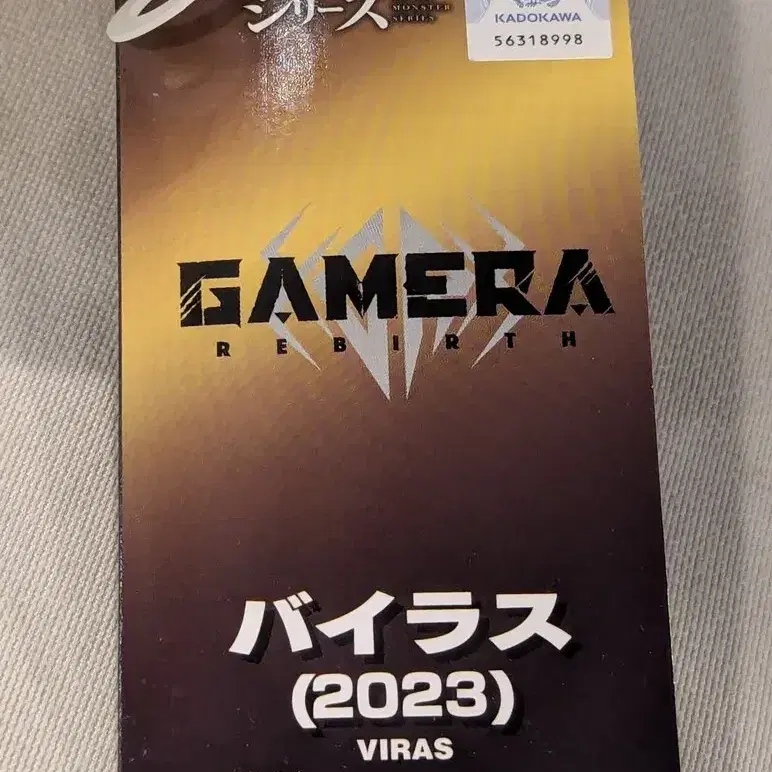 シリーズ
MONSTER
SERIES
KADOKAWA
56318998
GAMERA
REBIRTH
バイラス
(2023)
VIRAS